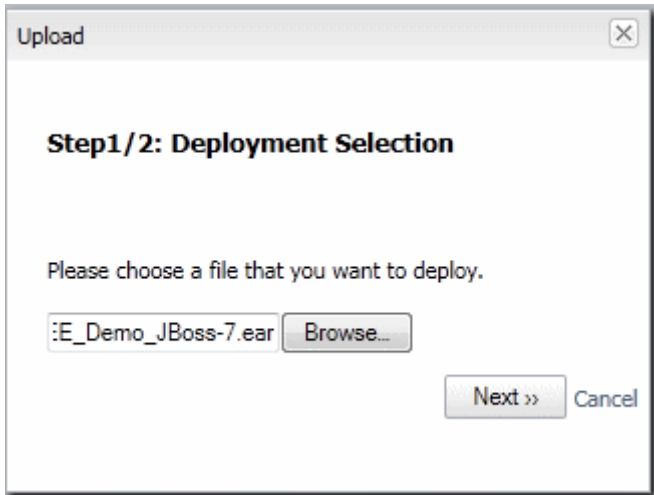 Upload
Step1/2: Deployment Selection
Please choose a file that you want to deploy.
E_Demo_JBoss-7.ear Browse...
Next ›› Cancel